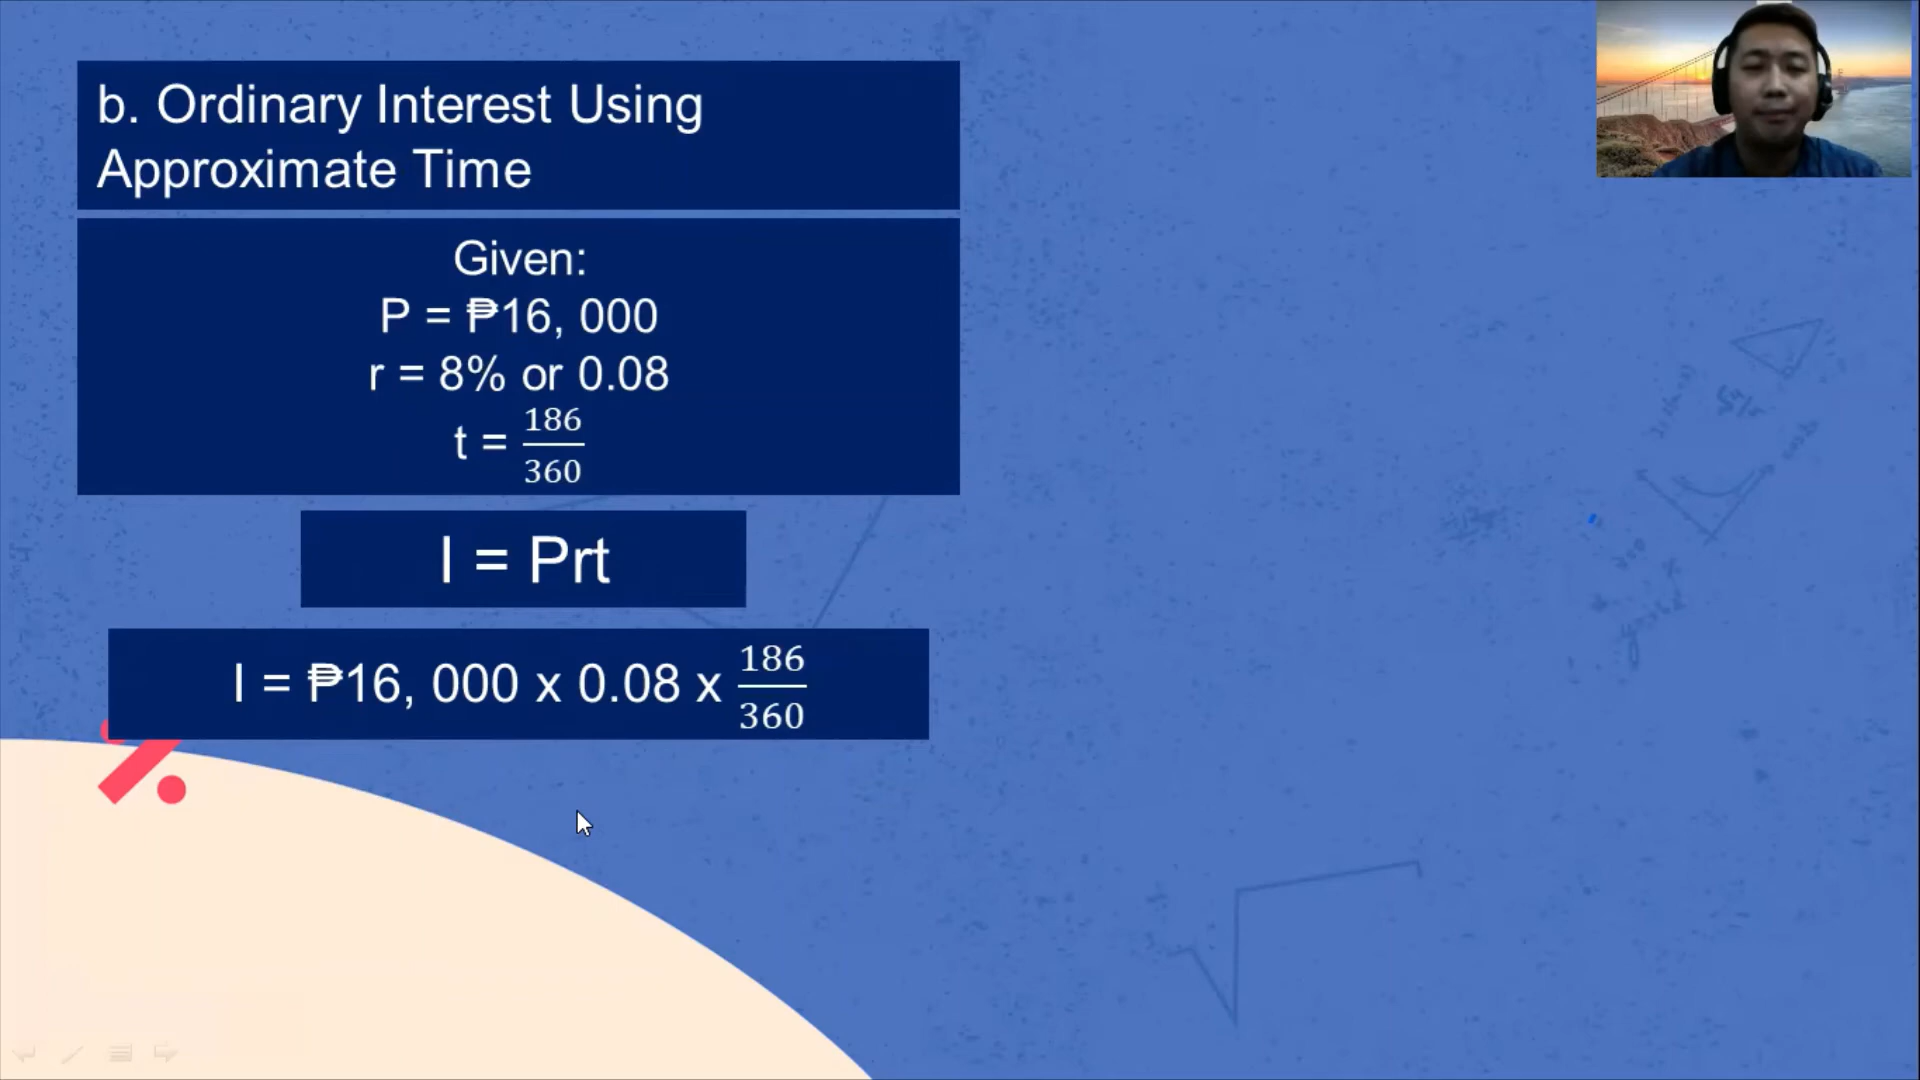 b. Ordinary Interest Using
Approximate Time
Given:
P = ₱16, 000
r = 8% or 0.08
t = 186/360
I = Prt
I = ₱16, 000 x 0.08 x 186/360